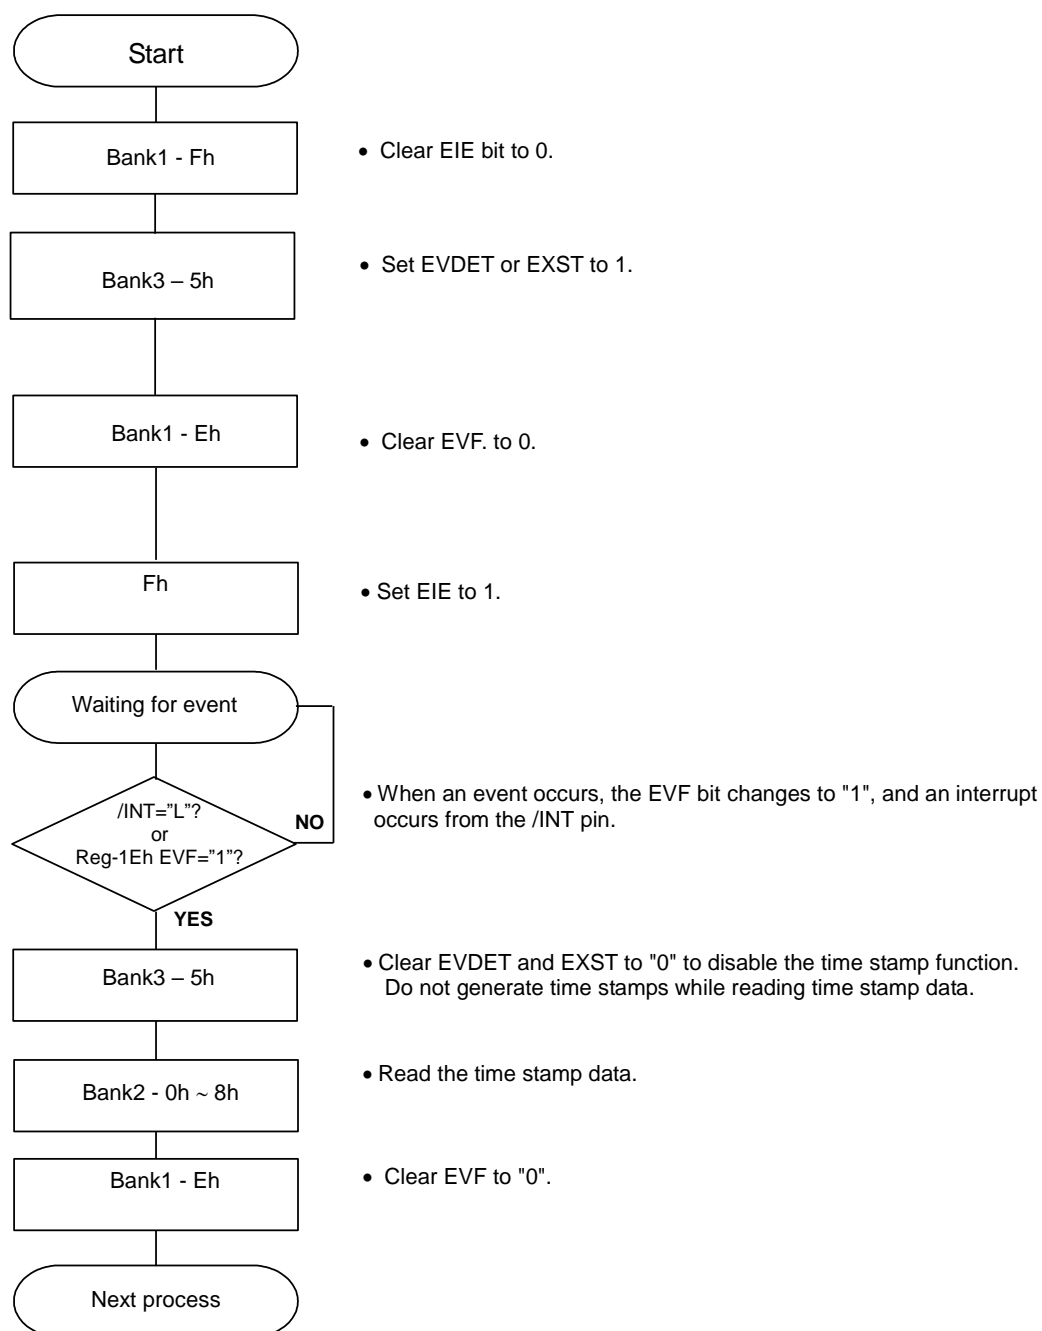 Start
Bank1 - Fh
• Clear EIE bit to 0.
Bank3 – 5h
• Set EVDET or EXST to 1.
Bank1 - Eh
• Clear EVF. to 0.
Fh
• Set EIE to 1.
Waiting for event
/INT=”L”?
or
Reg-1Eh EVF=”1”?
NO
• When an event occurs, the EVF bit changes to "1", and an interrupt
occurs from the /INT pin.
YES
Bank3 – 5h
• Clear EVDET and EXST to "0" to disable the time stamp function.
Do not generate time stamps while reading time stamp data.
Bank2 - 0h ~ 8h
• Read the time stamp data.
Bank1 - Eh
• Clear EVF to "0".
Next process